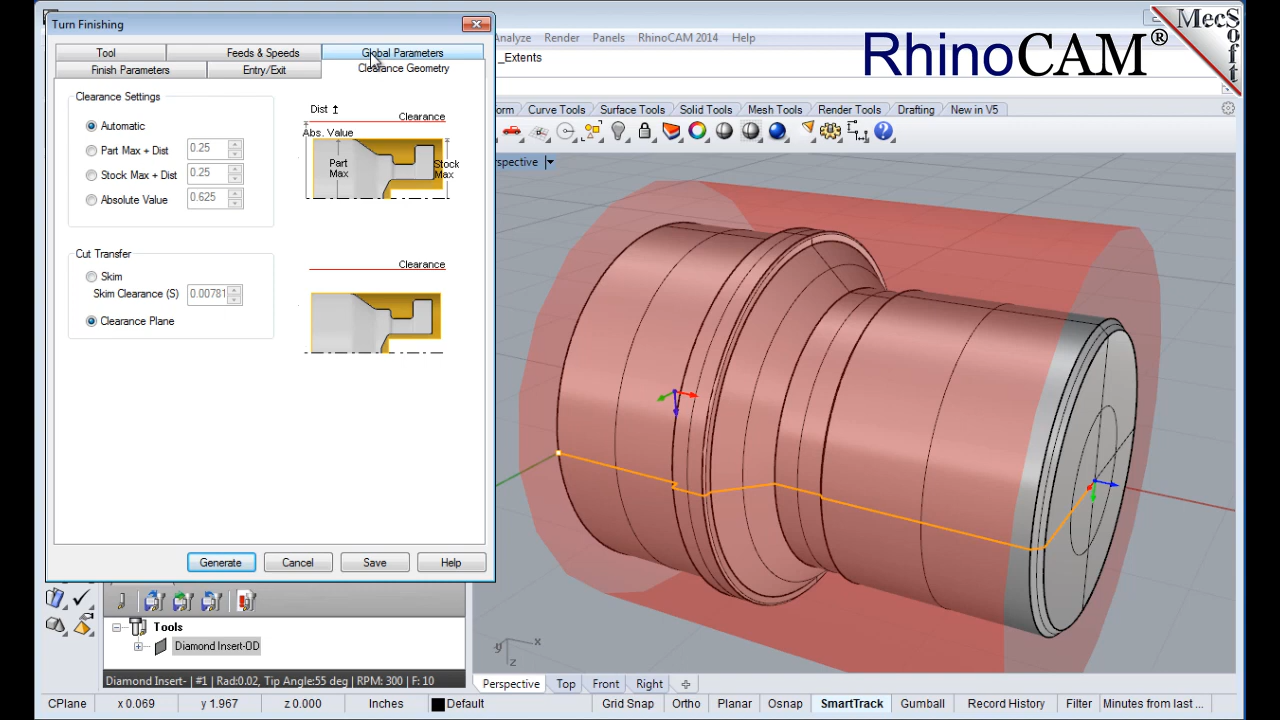 Turn Finishing
Tool
Feeds & Speeds
Global Parameters
Finish Parameters
Entry/Exit
Clearance Geometry
Clearance Settings
Automatic
Part Max + Dist
0.25
Stock Max + Dist
0.25
Absolute Value
0.625
Dist
Clearance
Abs. Value
Part
Max
Stock
Max
Cut Transfer
Skim
Skim Clearance (S)
0.00781
Clearance Plane
Clearance
Generate
Cancel
Save
Help
Analyze
Render
Panels
RhinoCAM 2014
Help
_Extents
RhinoCAM®
MecSoft
orm
Curve Tools
Surface Tools
Solid Tools
Mesh Tools
Render Tools
Drafting
New in V5
spective
Tools
Diamond Insert-OD
Diamond Insert- | #1 | Rad:0.02, Tip Angle:55 deg | RPM: 300 | F: 10
y
x
z
Perspective
Top
Front
Right
CPlane
x 0.069
y 1.967
z 0.000
Inches
Default
Grid Snap
Ortho
Planar
Osnap
SmartTrack
Gumball
Record History
Filter
Minutes from last ...